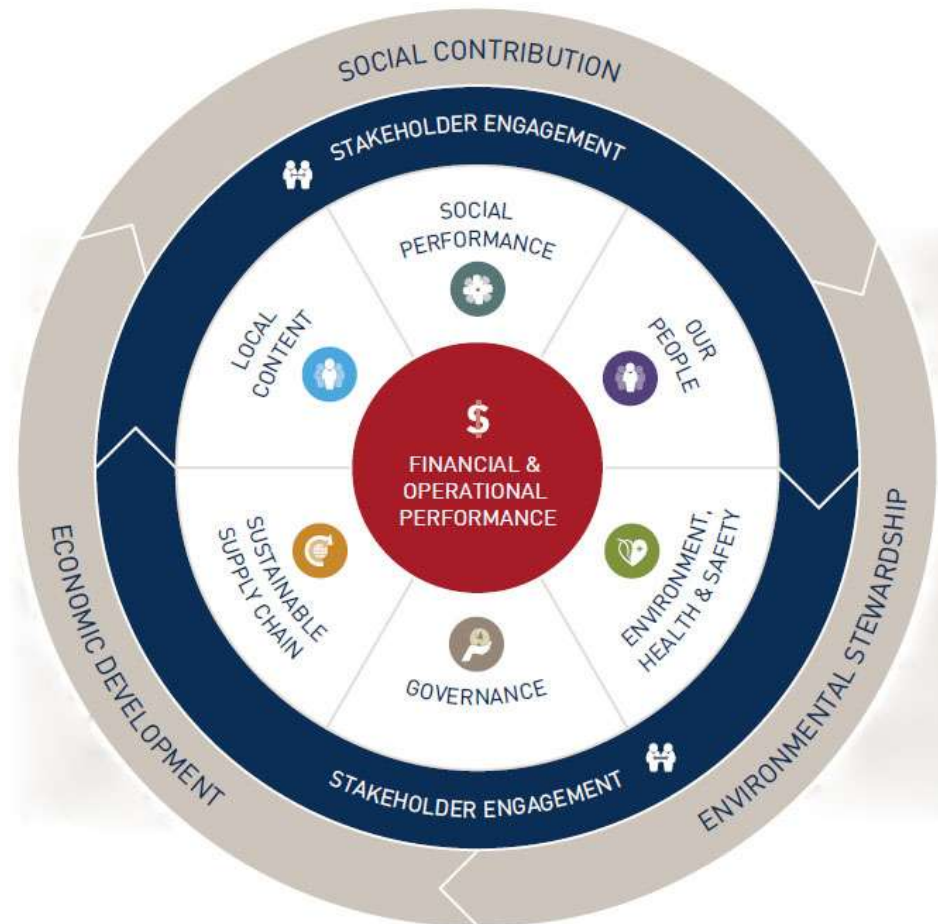 SOCIAL CONTRIBUTION
STAKEHOLDER ENGAGEMENT
SOCIAL
PERFORMANCE
LOCAL
CONTENT
OUR
PEOPLE
$
FINANCIAL &
OPERATIONAL
PERFORMANCE
SUSTAINABLE
SUPPLY CHAIN
ENVIRONMENT,
HEALTH & SAFETY
GOVERNANCE
STAKEHOLDER ENGAGEMENT
ECONOMIC DEVELOPMENT
ENVIRONMENTAL STEWARDSHIP